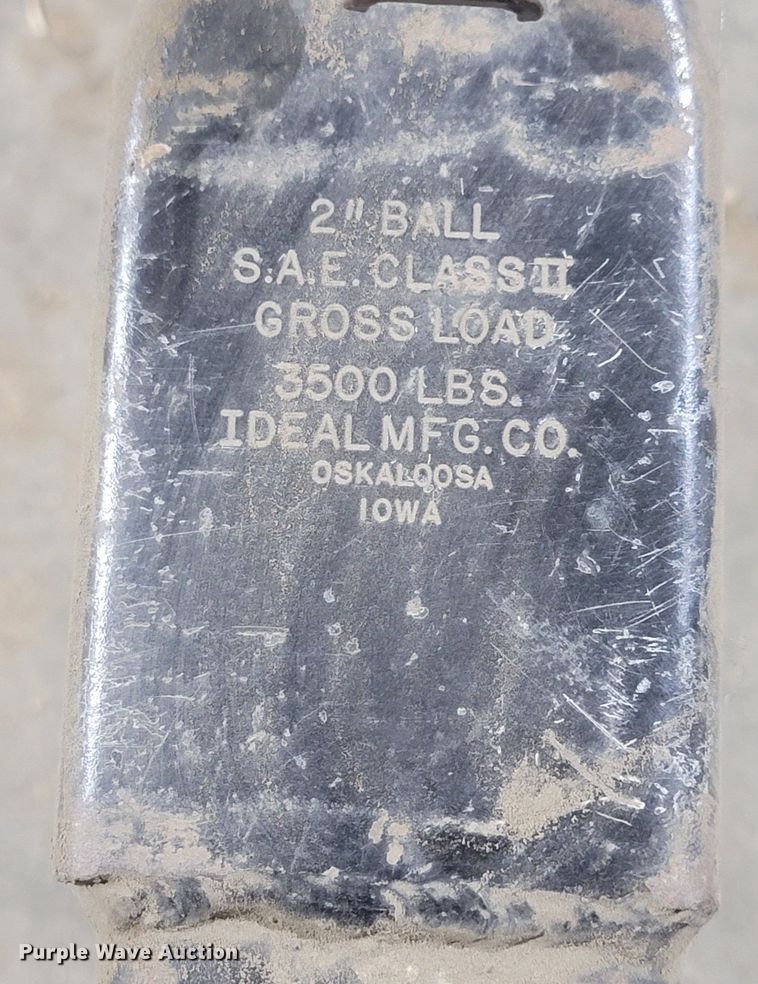 2" BALL
S.A.E. CLASS II
GROSS LOAD
3500 LBS.
IDEAL MFG. CO.
OSKALOOSA
IOWA
Purple Wave Auction